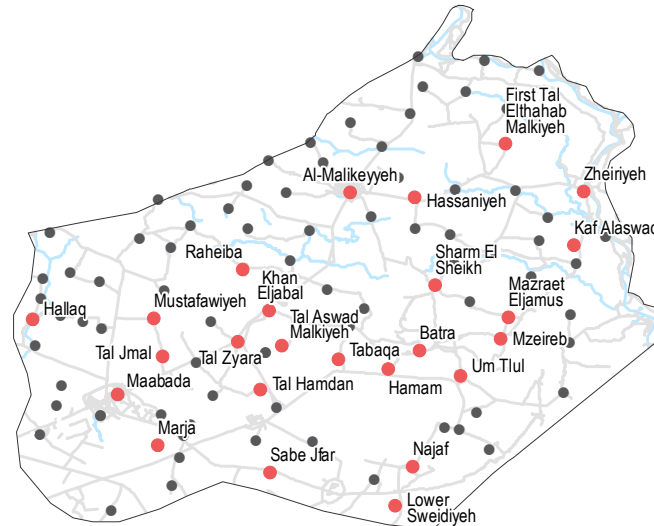 First Tal
Elthahab
Malkiyeh
Al-Malikeyyeh
Zheiriyeh
Hassaniyeh
Kaf Alaswad
Raheiba
Sharm El
Sheikh
Khan
Eljabal
Mazraet
Eljamus
Hallaq
Mustafawiyeh
Tal Aswad
Malkiyeh
Batra
Mzeireb
Tal Jmal
Tal Zyara
Tabaqa
Um Tlul
Maabada
Tal Hamdan
Hamam
Marja
Sabe Jfar
Najaf
Lower
Sweidiyeh